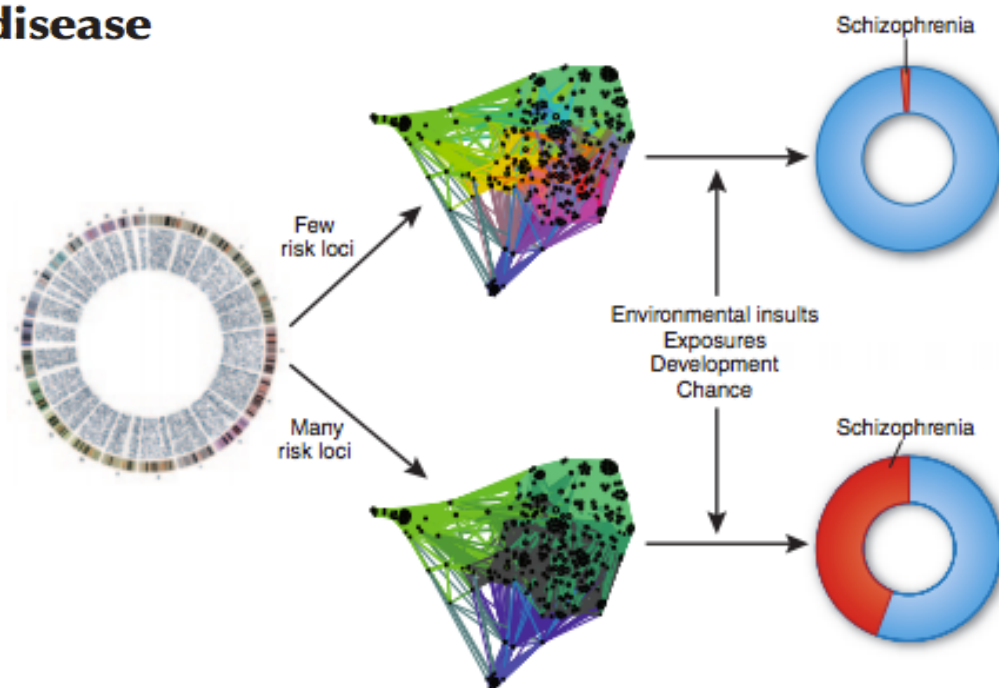 disease
Schizophrenia
Few
risk loci
Environmental insults
Exposures
Development
Chance
Many
risk loci
Schizophrenia